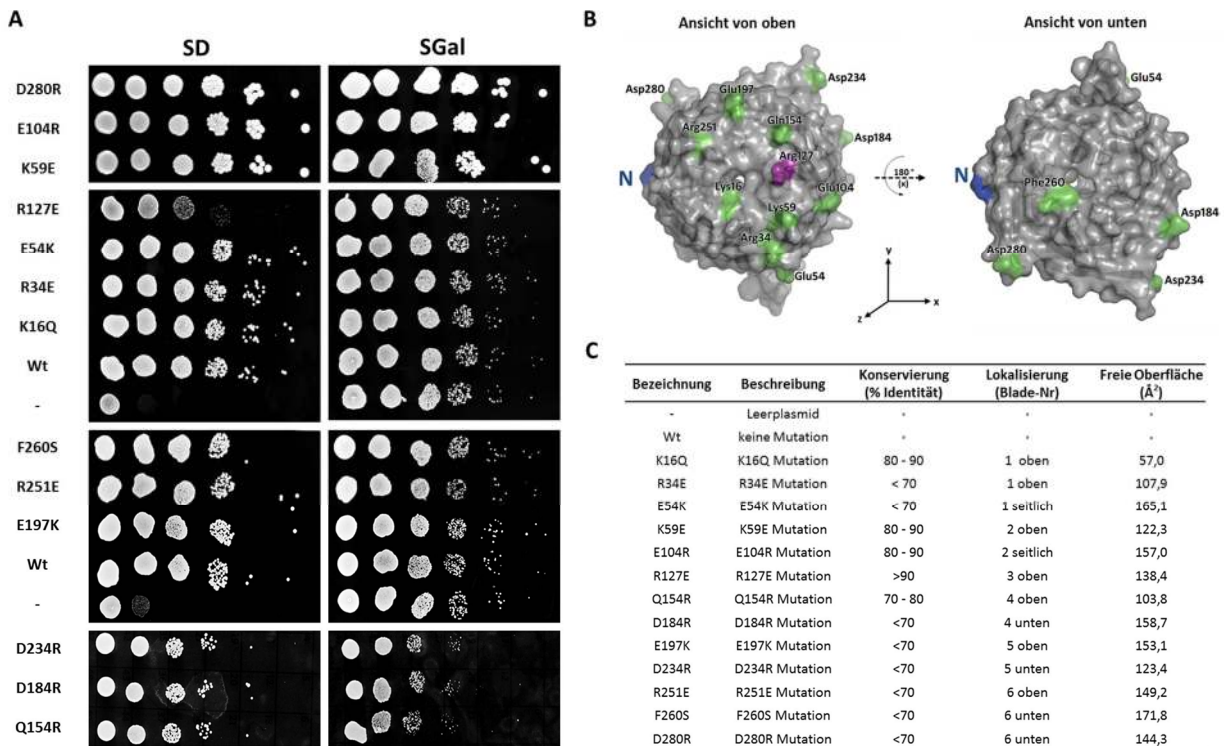 A
SD SGal
D280R
E104R
K59E
R127E
E54K
R34E
K16Q
Wt
-
F260S
R251E
E197K
Wt
-
D234R
D184R
Q154R
B
Ansicht von oben Ansicht von unten
Asp280 Glu197 Asp234 Glu54
Arg251 Gln154 Asp184
Arg127
N Lys16 Glu104 180° (x) N Phe260
Lys59 Asp184
Arg34 Asp280
Glu54 Asp234
y
x
z
C
Bezeichnung Beschreibung Konservierung (% Identität) Lokalisierung (Blade-Nr) Freie Oberfläche (Å²)
- Leerplasmid - - -
Wt keine Mutation - - -
K16Q K16Q Mutation 80 - 90 1 oben 57,0
R34E R34E Mutation < 70 1 oben 107,9
E54K E54K Mutation < 70 1 seitlich 165,1
K59E K59E Mutation 80 - 90 2 oben 122,3
E104R E104R Mutation 80 - 90 2 seitlich 157,0
R127E R127E Mutation >90 3 oben 138,4
Q154R Q154R Mutation 70 - 80 4 oben 103,8
D184R D184R Mutation <70 4 unten 158,7
E197K E197K Mutation <70 5 oben 153,1
D234R D234R Mutation <70 5 unten 123,4
R251E R251E Mutation <70 6 oben 149,2
F260S F260S Mutation <70 6 unten 171,8
D280R D280R Mutation <70 6 unten 144,3